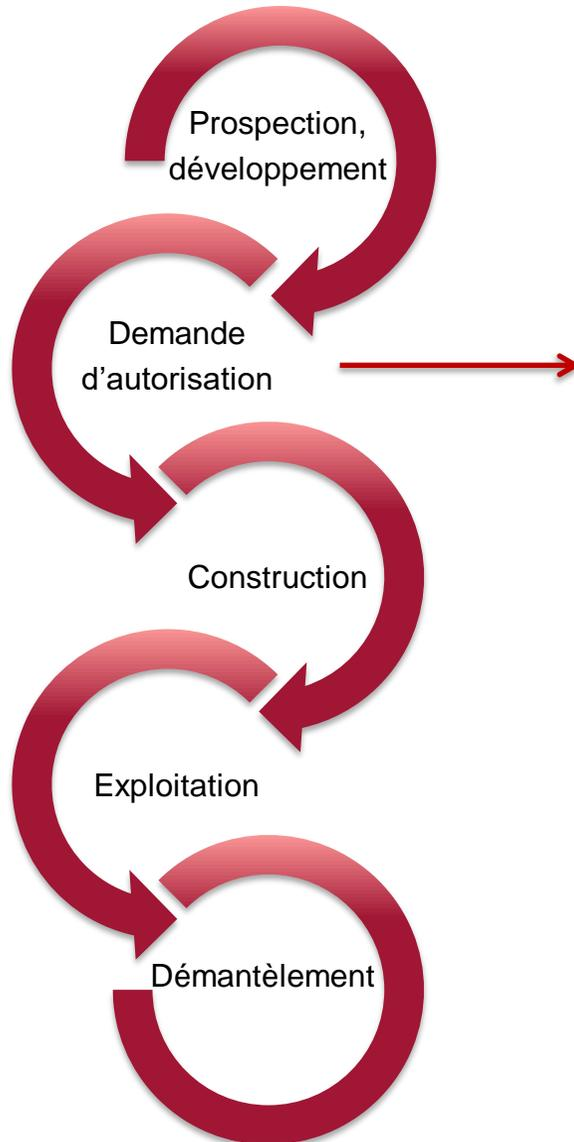 Prospection,
développement
Demande
d’autorisation
Construction
Exploitation
Démantèlement